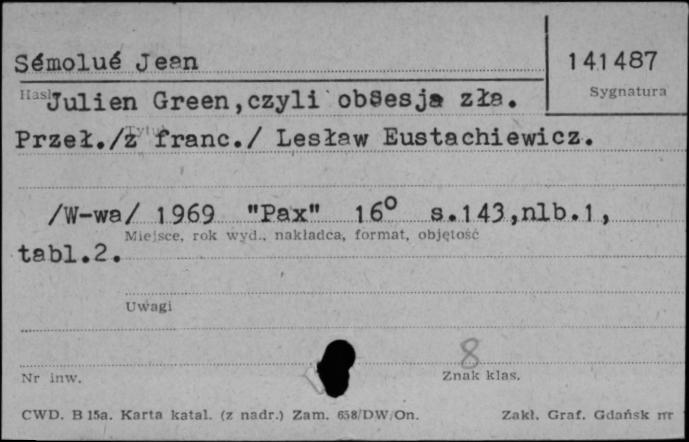 Sémolué Jean
141487
Hasło
Sygnatura
Julien Green,czyli obsesja zła.
Tytuł
Przeł./z franc./ Lesław Eustachiewicz.
/W-wa/ 1969 "Pax" 16° s.143,nlb.1,
Miejsce, rok wyd., nakładca, format, objętość
tabl.2.
Uwagi
8
Nr inw.
Znak klas.
CWD. B 15a. Karta katal. (z nadr.) Zam. 658/DW/On.
Zakł. Graf. Gdańsk nr